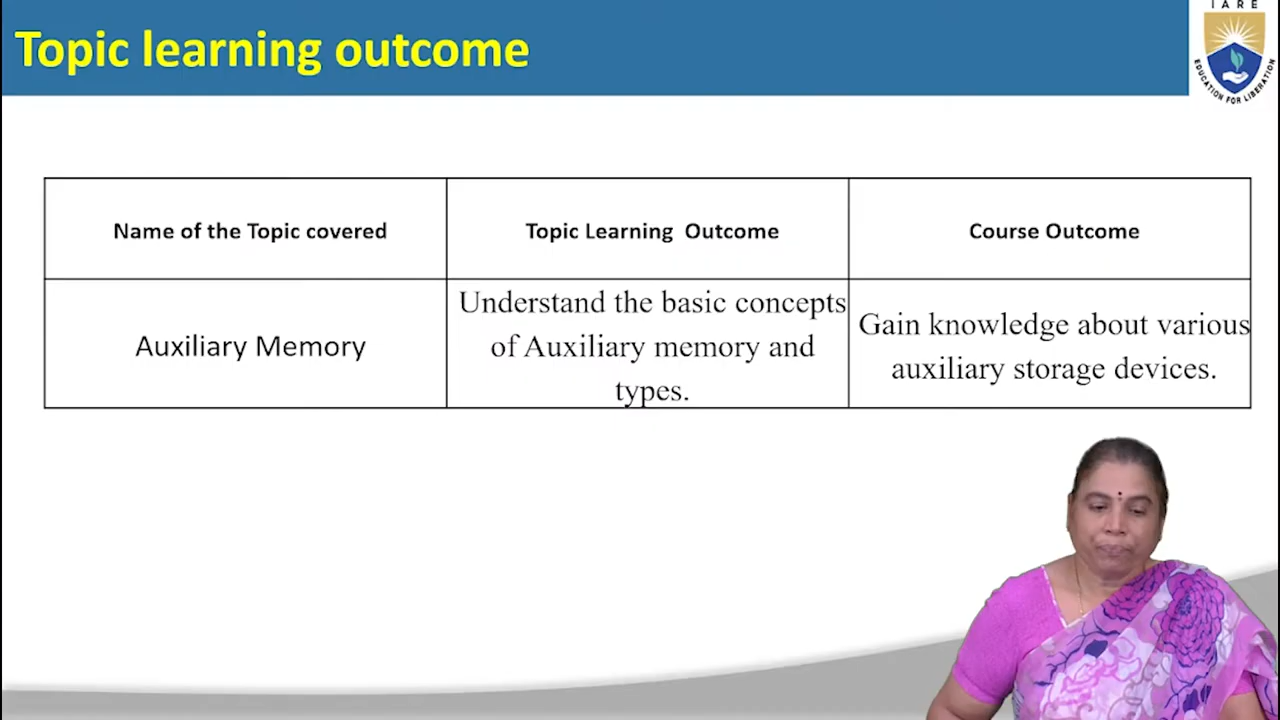 IARE
Topic learning outcome
EDUCATION FOR LIBERATION
Name of the Topic covered
Topic Learning Outcome
Course Outcome
Auxiliary Memory
Understand the basic concepts
of Auxiliary memory and
types.
Gain knowledge about various
auxiliary storage devices.